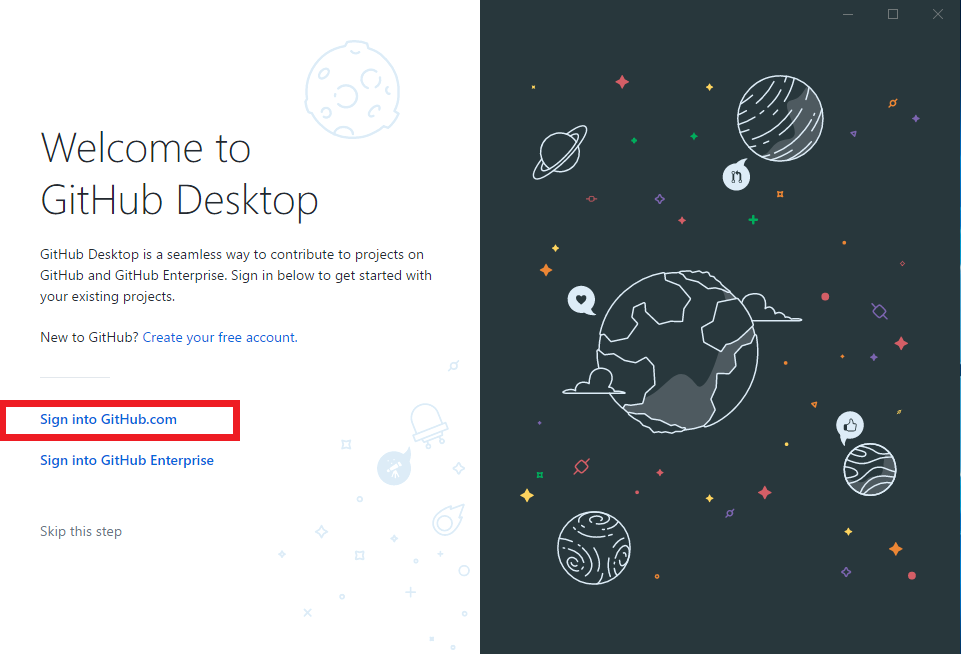 Welcome to
GitHub Desktop
GitHub Desktop is a seamless way to contribute to projects on
GitHub and GitHub Enterprise. Sign in below to get started with
your existing projects.
New to GitHub? Create your free account.
Sign into GitHub.com
Sign into GitHub Enterprise
Skip this step